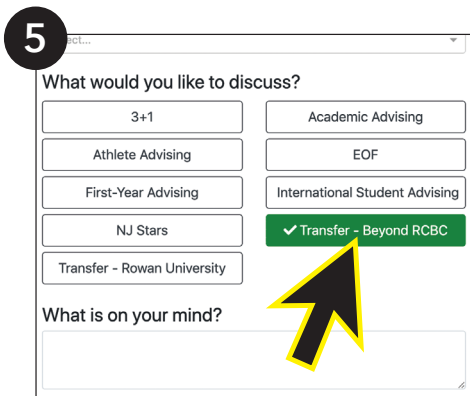 5
What would you like to discuss?
3+1
Academic Advising
Athlete Advising
EOF
First-Year Advising
International Student Advising
NJ Stars
Transfer - Beyond RCBC
Transfer - Rowan University
What is on your mind?